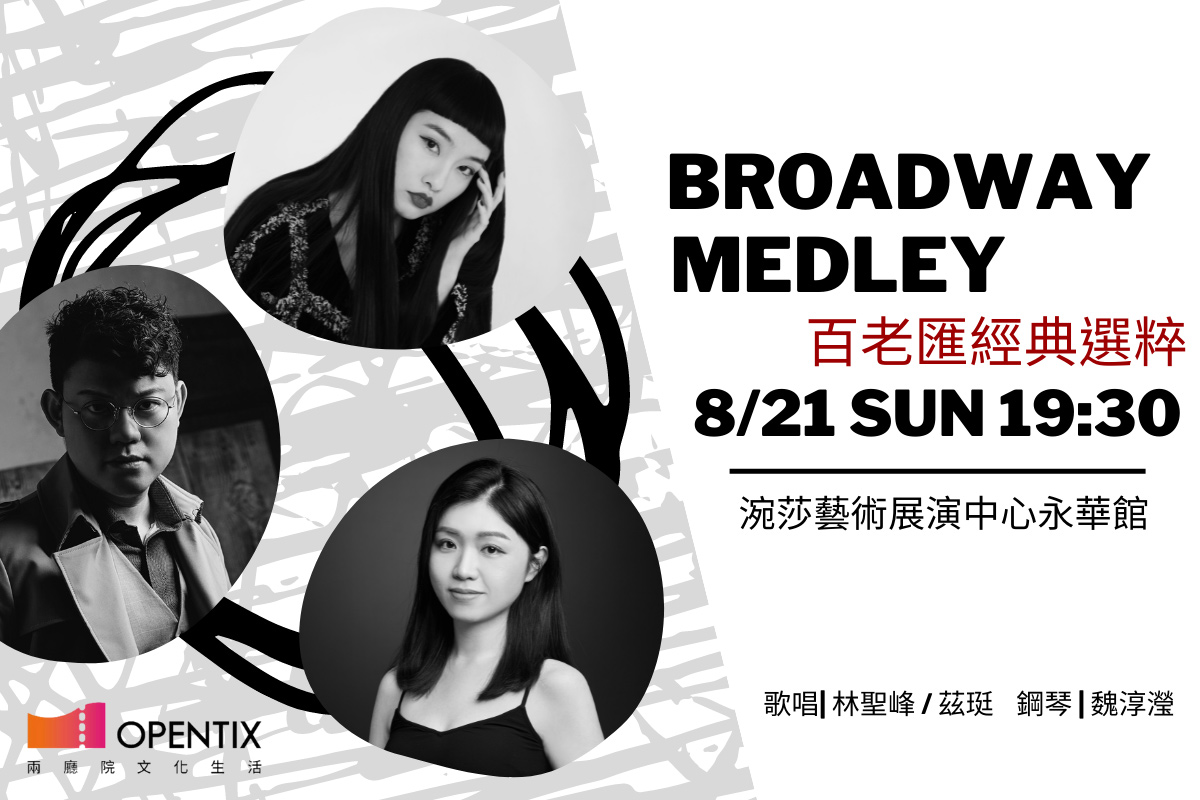 BROADWAY
MEDLEY
百老匯經典選粹
8/21 SUN 19:30
涴莎藝術展演中心永華館
歌唱| 林聖峰 / 茲珽 鋼琴 | 魏淳瀅
OPENTIX
兩廳院文化生活